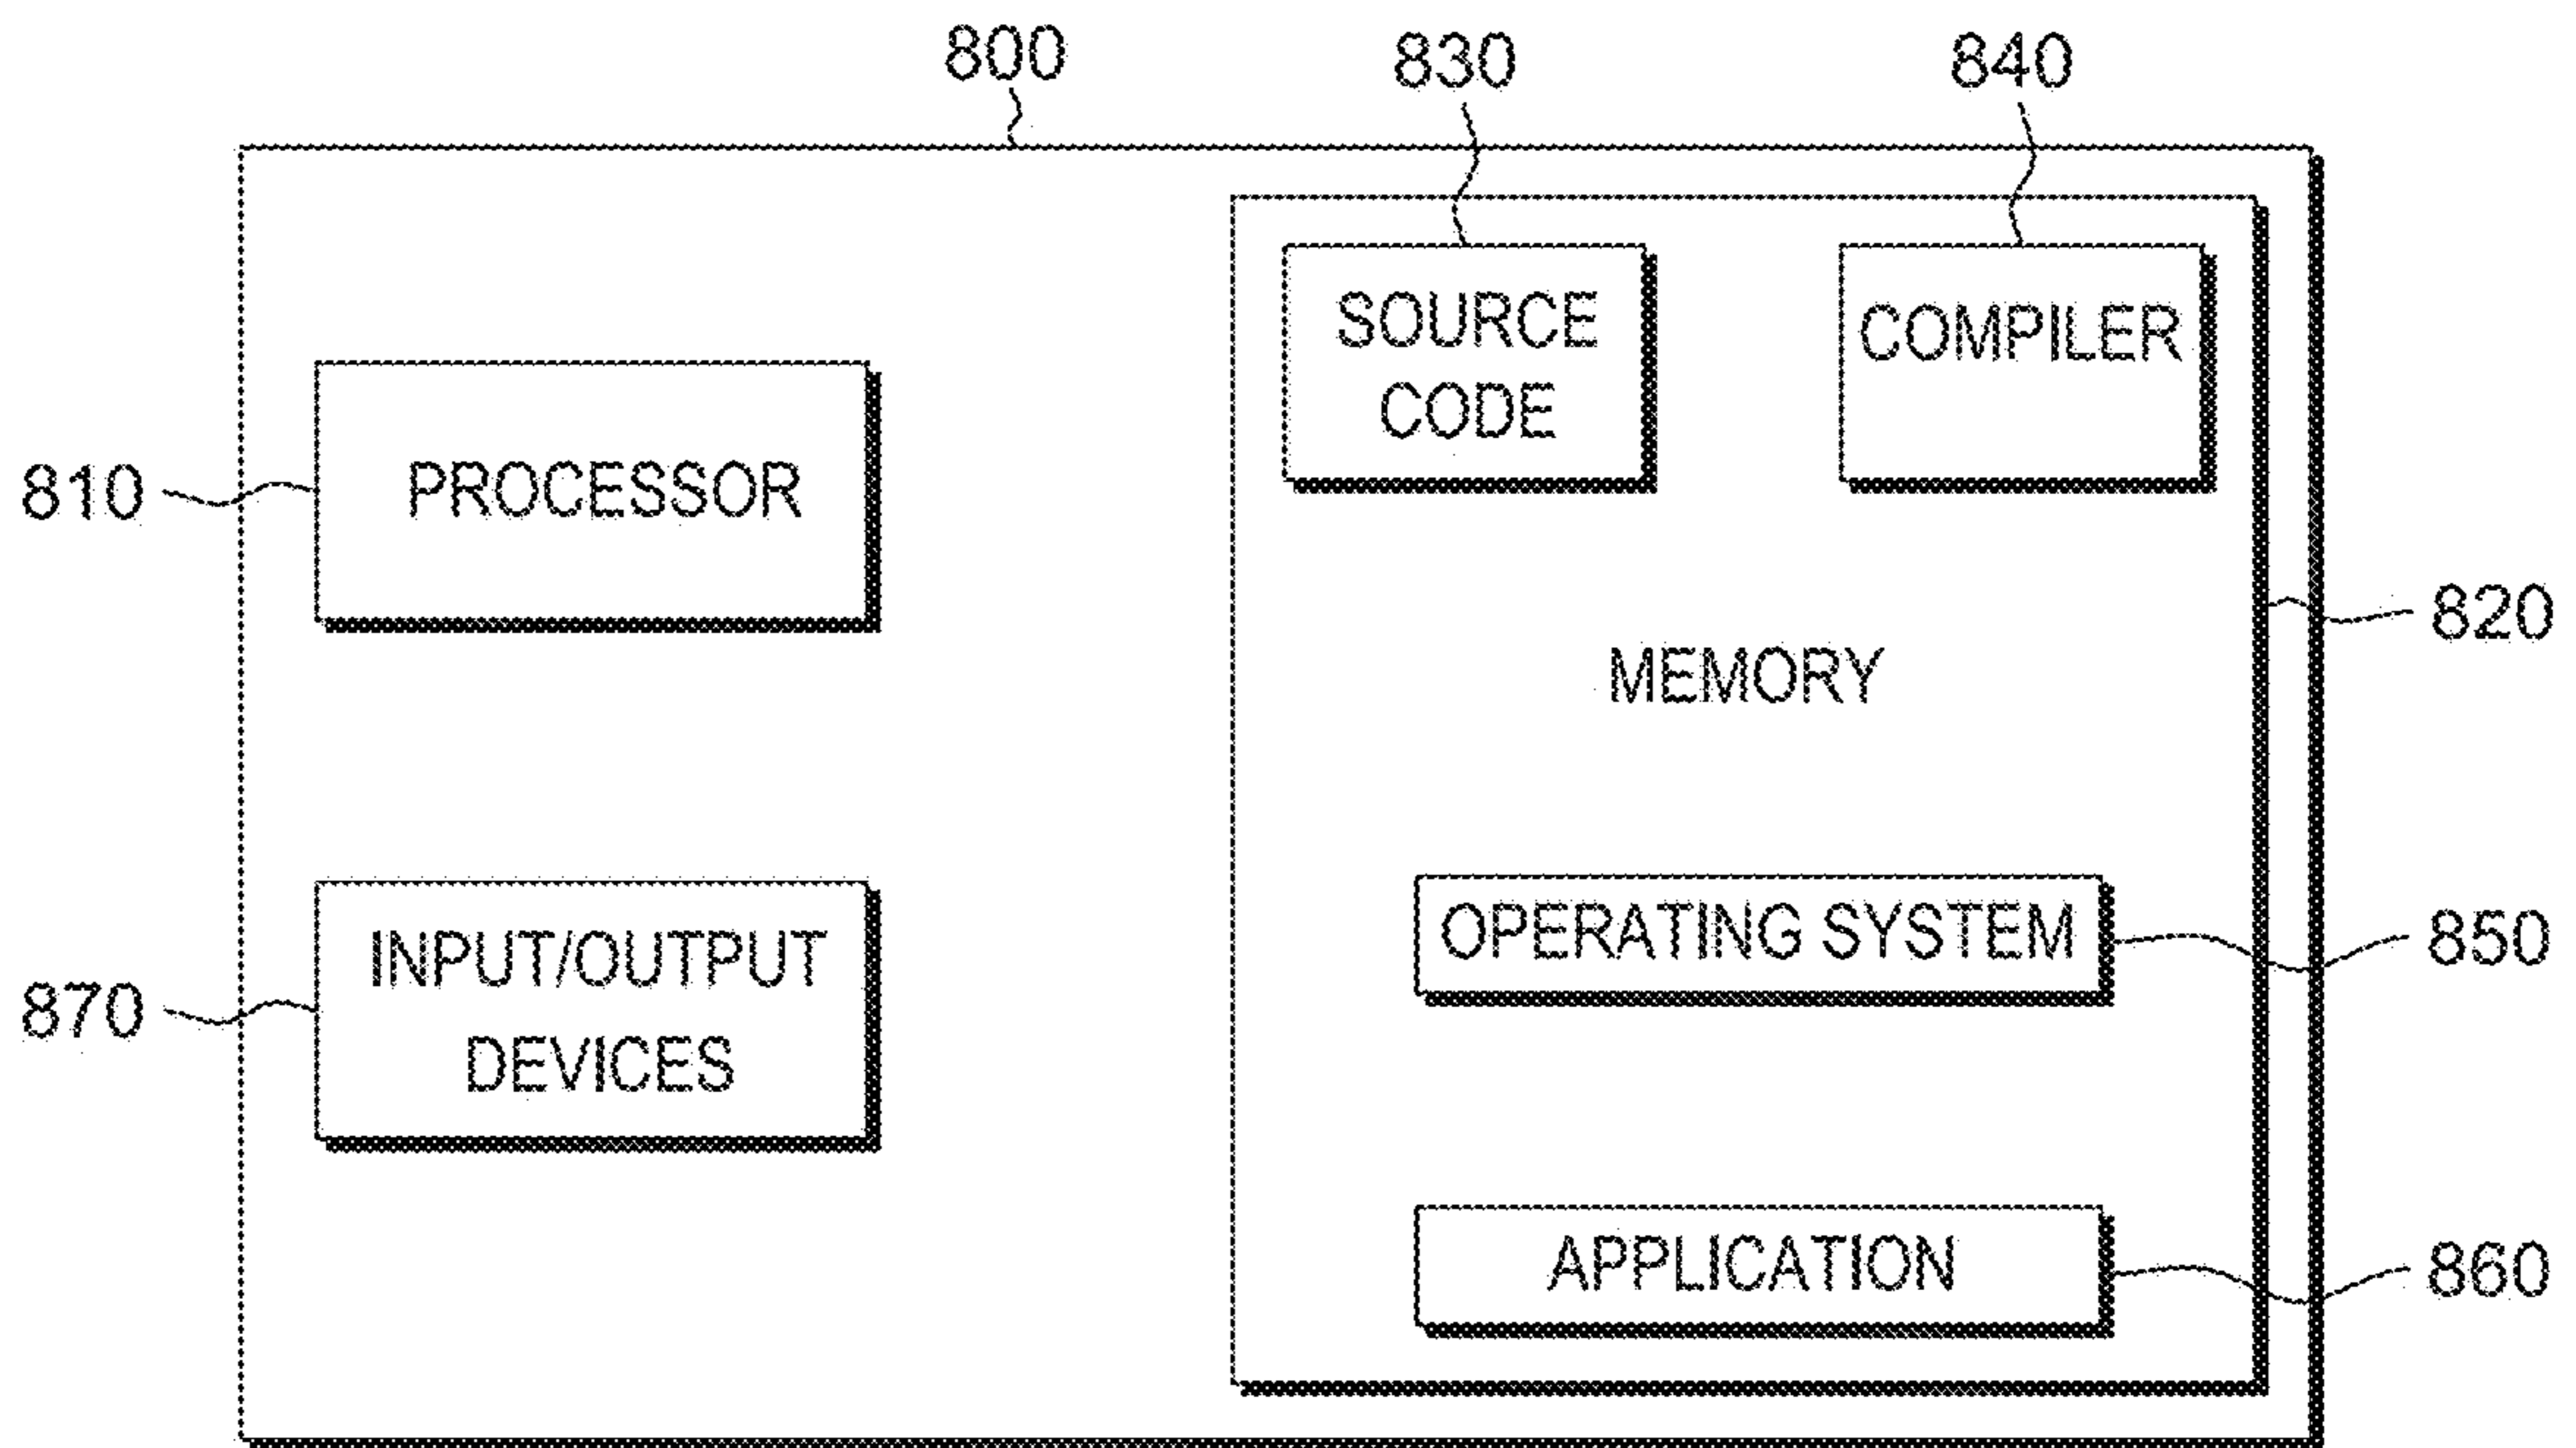 800
830
840
SOURCE
CODE
COMPILER
810
PROCESSOR
820
MEMORY
INPUT/OUTPUT
DEVICES
870
OPERATING SYSTEM
850
APPLICATION
860